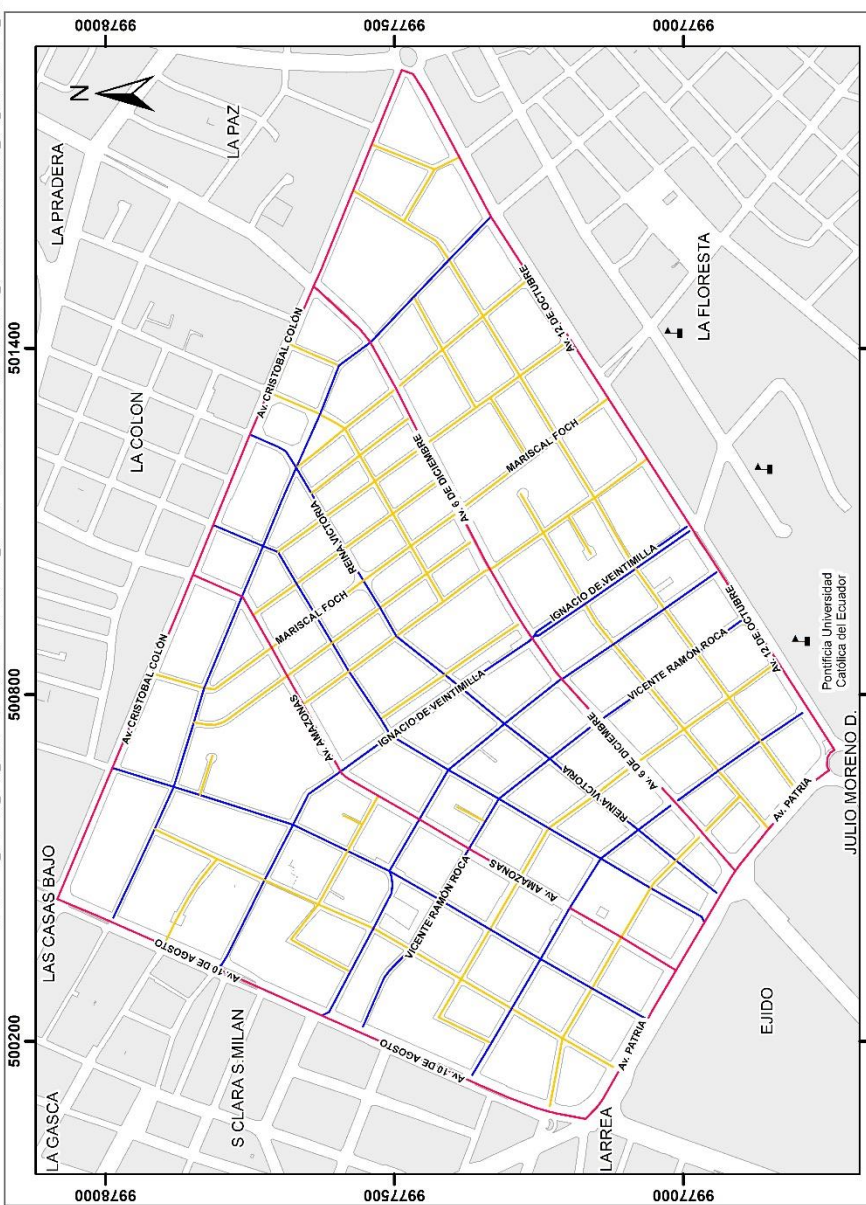 9978000
9977500
9977000
N
LA PRADERA
LA PAZ
501400
LA COLON
Av. CRISTOBAL COLÓN
Av. 12 DE OCTUBRE
LA FLORESTA
REINA VICTORIA
Av. 6 DE DICIEMBRE
MARISCAL FOCH
MARISCAL FOCH
IGNACIO DE VEINTIMILLA
500800
Av. CRISTOBAL COLÓN
Av. AMAZONAS
IGNACIO DE VEINTIMILLA
VICENTE RAMÓN ROCA
Av. 12 DE OCTUBRE
Pontificia Universidad
Católica del Ecuador
Av. 6 DE DICIEMBRE
REINA VICTORIA
Av. PATRIA
JULIO MORENO D.
LAS CASAS BAJO
VICENTE RAMÓN ROCA
Av. AMAZONAS
Av. 10 DE AGOSTO
500200
LA GASCA
S CLARA S MILAN
Av. 10 DE AGOSTO
Av. PATRIA
LARREA
EJIDO
9978000
9977500
9977000